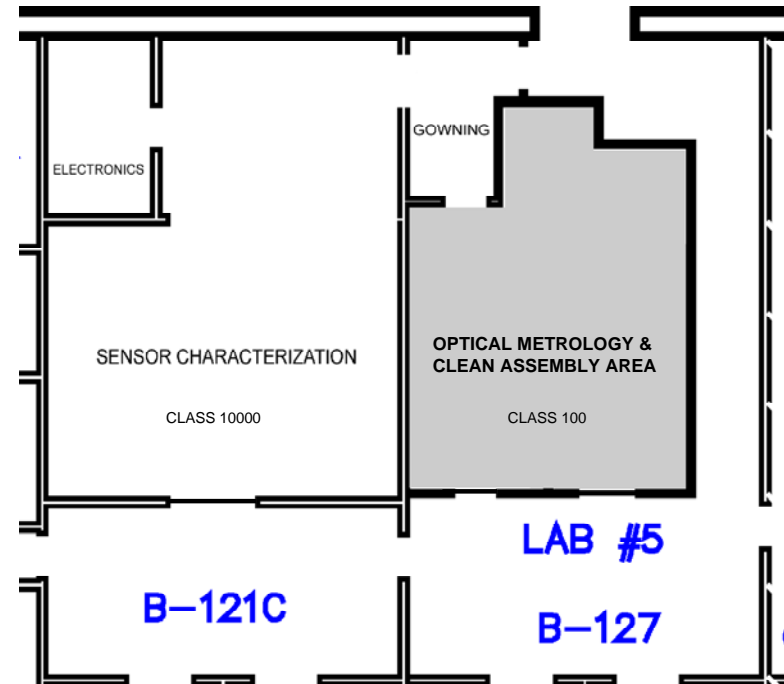 GOWNING
ELECTRONICS
SENSOR CHARACTERIZATION
CLASS 10000
OPTICAL METROLOGY &
CLEAN ASSEMBLY AREA
CLASS 100
LAB #5
B-121C
B-127